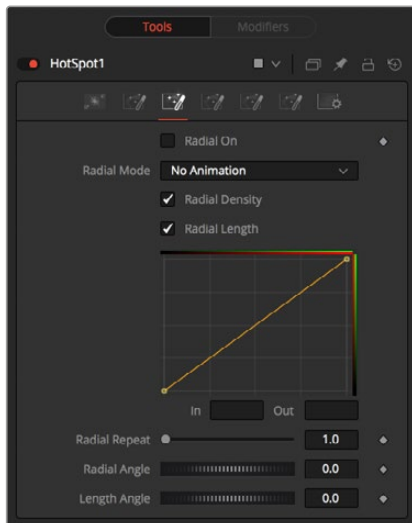 Tools Modifiers
HotSpot1
Radial On
Radial Mode No Animation
Radial Density
Radial Length
In Out
Radial Repeat 1.0
Radial Angle 0.0
Length Angle 0.0